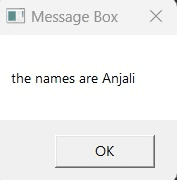 Message Box
the names are Anjali
OK